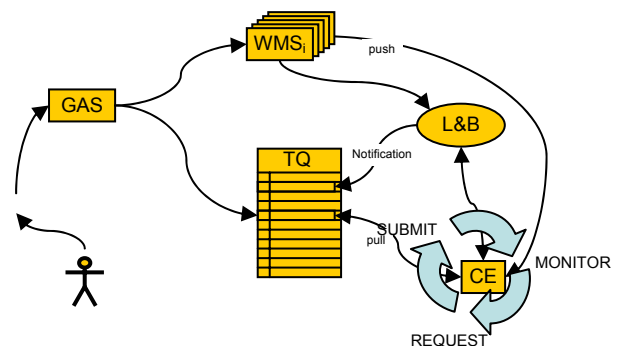 WMSi
push
GAS
L&B
TQ
Notification
SUBMIT
pull
MONITOR
CE
REQUEST